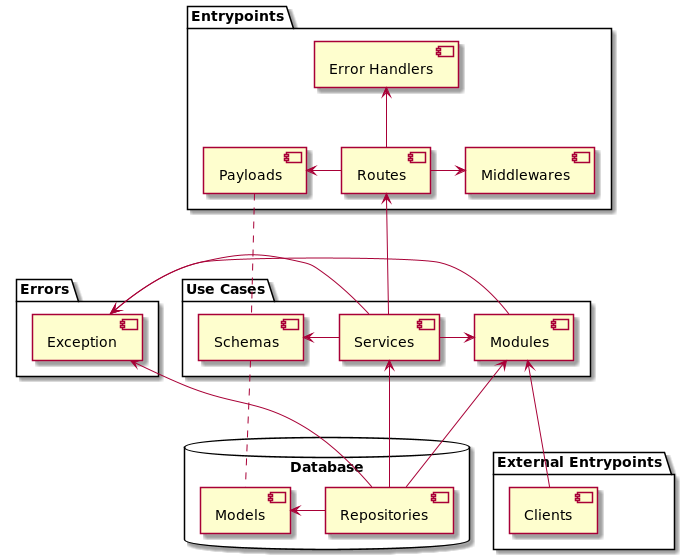 Entrypoints
Error Handlers
Payloads
Routes
Middlewares
Errors
Use Cases
Exception
Schemas
Services
Modules
Database
External Entrypoints
Models
Repositories
Clients